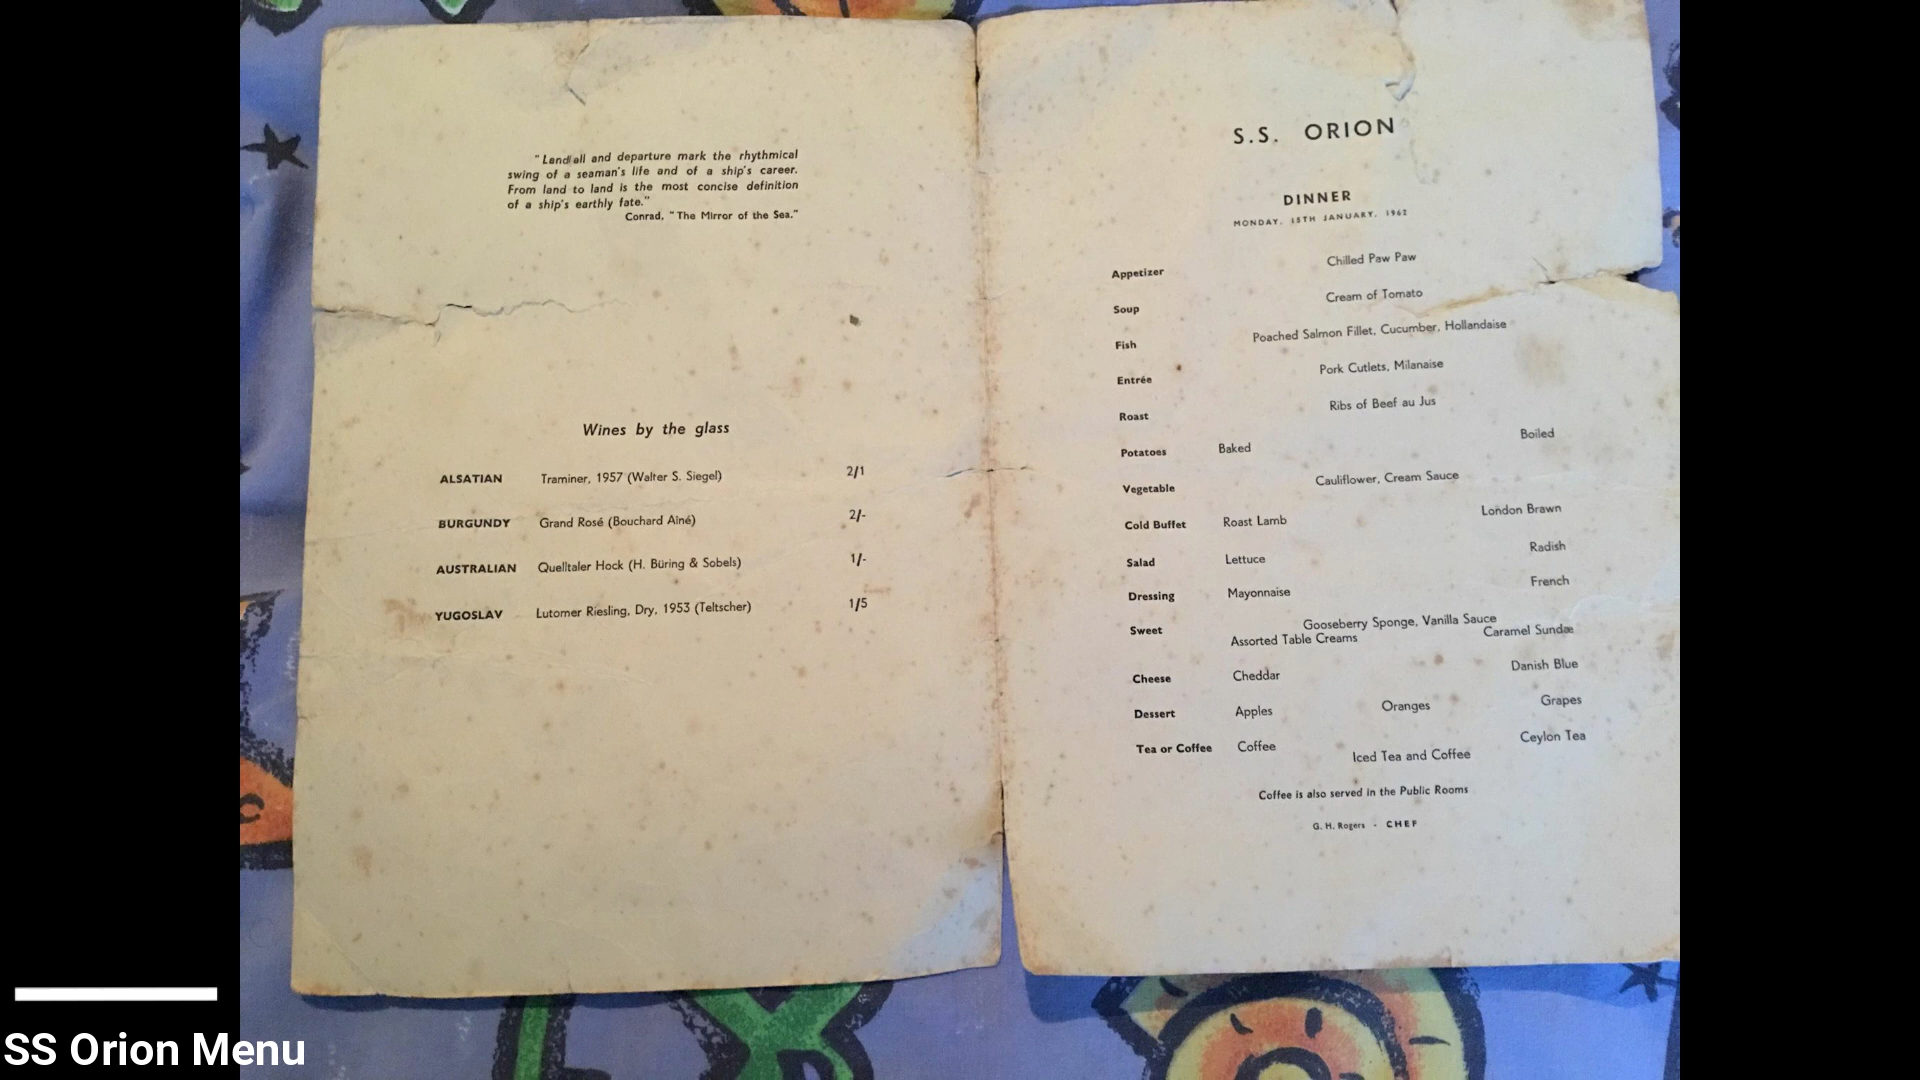 "Landfall and departure mark the rhythmical
swing of a seaman's life and of a ship's career.
From land to land is the most concise definition
of a ship's earthly fate."
Conrad, "The Mirror of the Sea."
Wines by the glass
ALSATIAN Traminer, 1957 (Walter S. Siegel) 2/1
BURGUNDY Grand Rosé (Bouchard Aîné) 2/-
AUSTRALIAN Quelltaler Hock (H. Büring & Sobels) 1/-
YUGOSLAV Lutomer Riesling, Dry, 1953 (Teltscher) 1/5
S.S. ORION
DINNER
MONDAY, 15TH JANUARY, 1962
Appetizer Chilled Paw Paw
Soup Cream of Tomato
Fish Poached Salmon Fillet, Cucumber, Hollandaise
Entrée Pork Cutlets, Milanaise
Roast Ribs of Beef au Jus
Potatoes Baked Boiled
Vegetable Cauliflower, Cream Sauce
Cold Buffet Roast Lamb London Brawn
Salad Lettuce Radish
Dressing Mayonnaise French
Sweet Gooseberry Sponge, Vanilla Sauce
Assorted Table Creams Caramel Sundæ
Cheese Cheddar Danish Blue
Dessert Apples Oranges Grapes
Tea or Coffee Coffee Ceylon Tea
Iced Tea and Coffee
Coffee is also served in the Public Rooms
G. H. Rogers - CHEF
SS Orion Menu